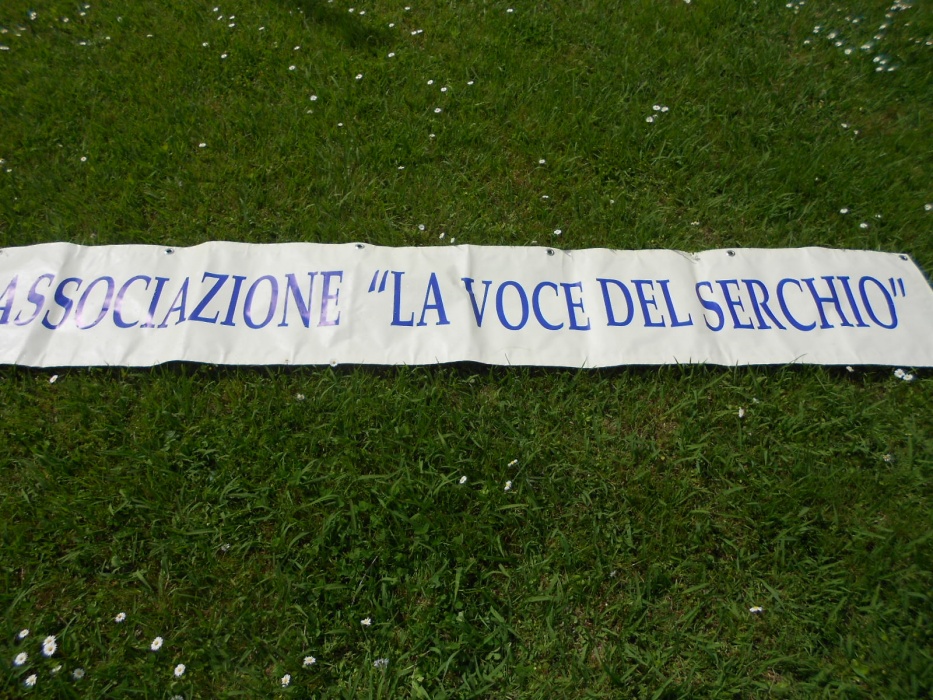 ASSOCIAZIONE “LA VOCE DEL SERCHIO”